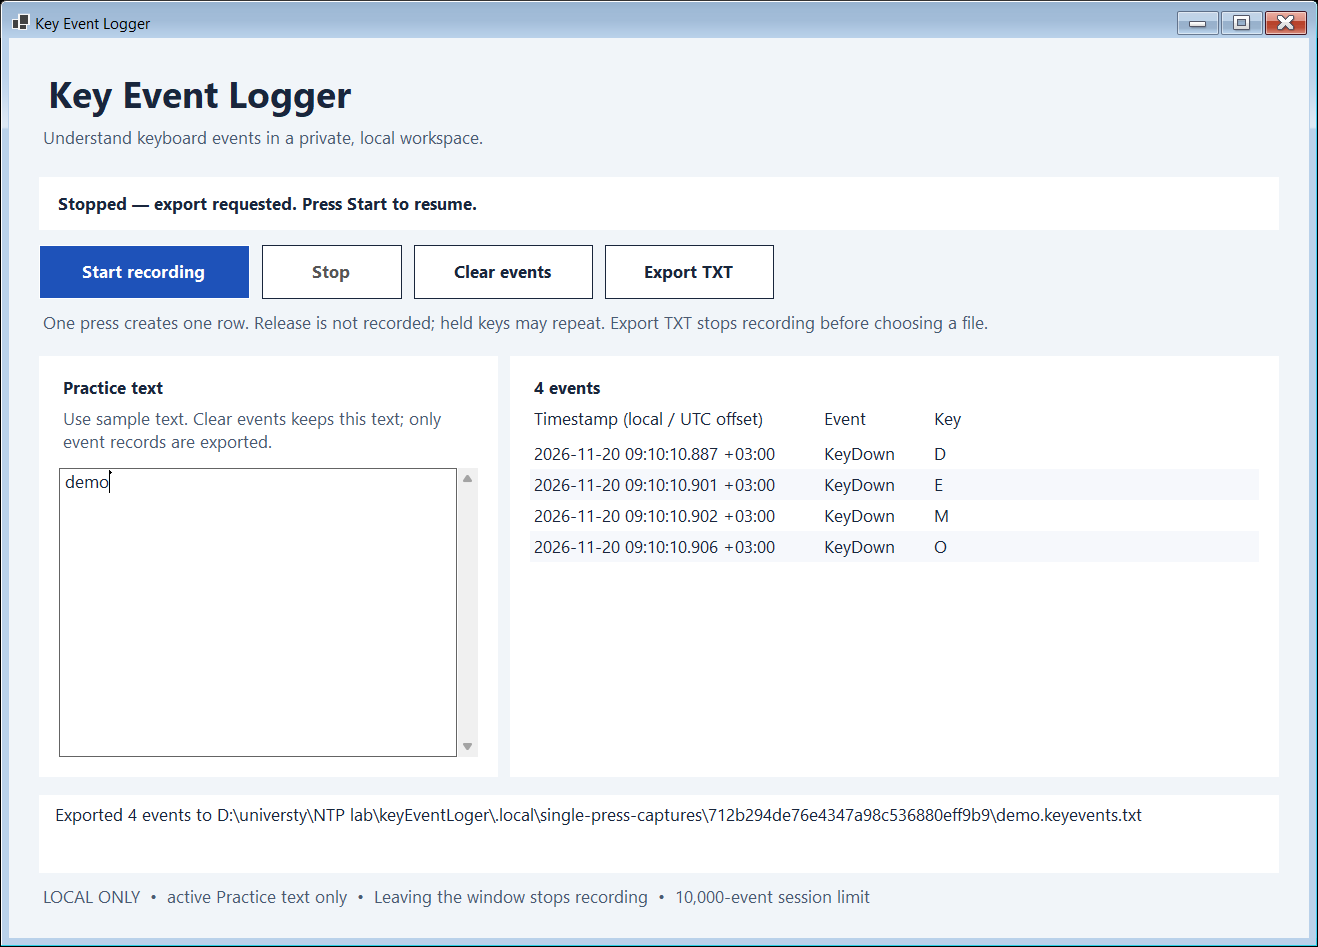 Key Event Logger
Key Event Logger
Understand keyboard events in a private, local workspace.
Stopped — export requested. Press Start to resume.
Start recording
Stop
Clear events
Export TXT
One press creates one row. Release is not recorded; held keys may repeat. Export TXT stops recording before choosing a file.
Practice text
Use sample text. Clear events keeps this text; only
event records are exported.
demo
4 events
Timestamp (local / UTC offset) Event Key
2026-11-20 09:10:10.887 +03:00 KeyDown D
2026-11-20 09:10:10.901 +03:00 KeyDown E
2026-11-20 09:10:10.902 +03:00 KeyDown M
2026-11-20 09:10:10.906 +03:00 KeyDown O
Exported 4 events to D:\universty\NTP lab\keyEventLoger\.local\single-press-captures\712b294de76e4347a98c536880eff9b9\demo.keyevents.txt
LOCAL ONLY • active Practice text only • Leaving the window stops recording • 10,000-event session limit